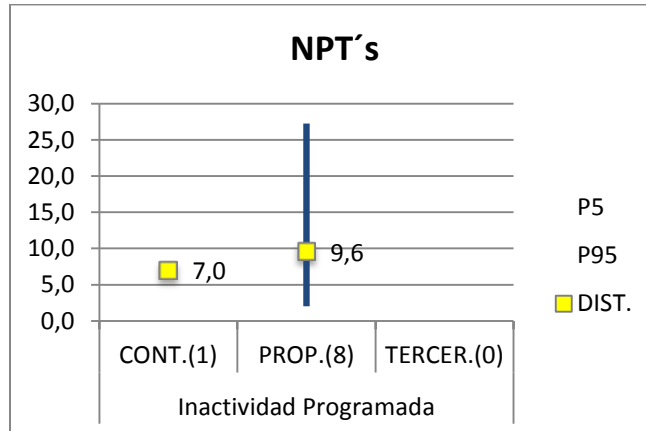 NPT´s
30,0
25,0
20,0
15,0
10,0
5,0
0,0
7,0
9,6
CONT.(1) PROP.(8) TERCER.(0)
Inactividad Programada
P5
P95
DIST.